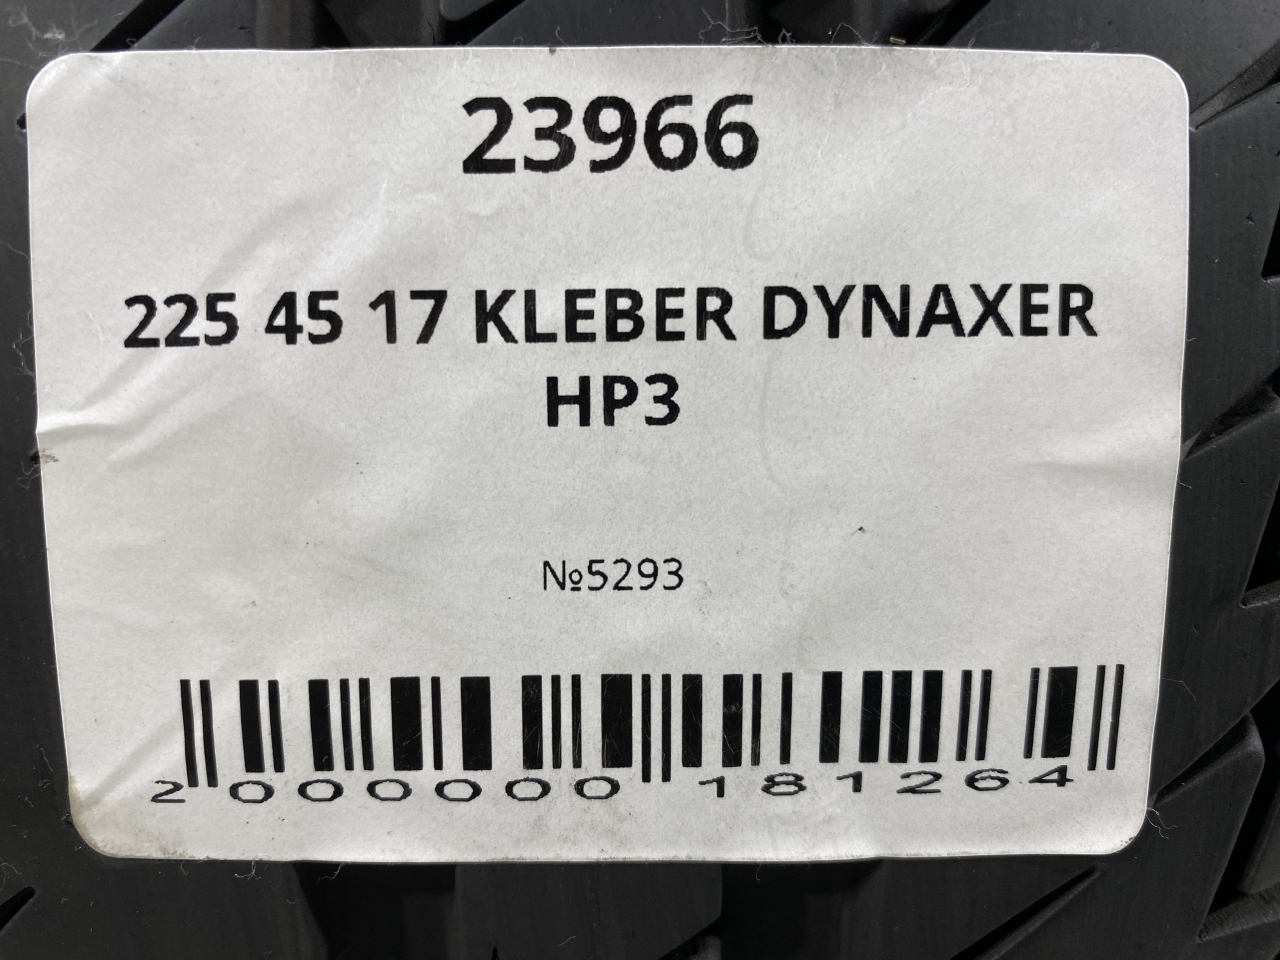 23966
225 45 17 KLEBER DYNAXER
HP3
№5293
2 000000 181264